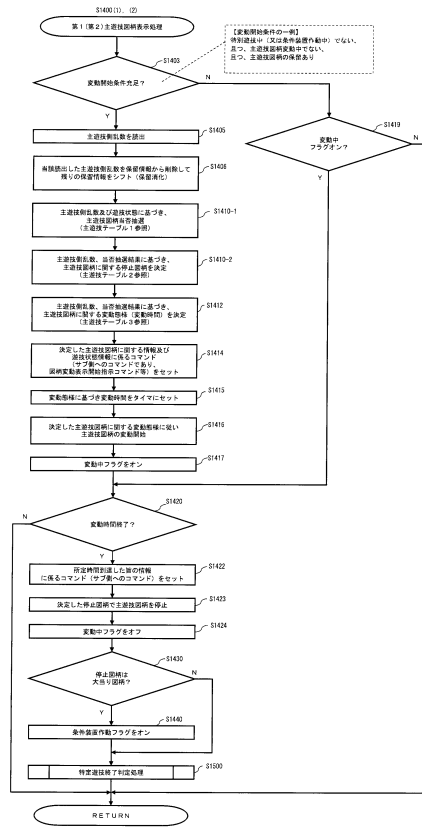 S1400(1)、(2)
第1(第2)主遊技図柄表示処理
【変動開始条件の一例】
特別遊技中(又は条件装置作動中)でない、
且つ、主遊技図柄変動中でない、
且つ、主遊技図柄の保留あり
S1403
変動開始条件充足?
N
Y
S1405
主遊技側乱数を読出
S1419
変動中
フラグオン?
N
Y
S1406
当該読出した主遊技側乱数を保留情報から削除して
残りの保留情報をシフト(保留消化)
S1410-1
主遊技側乱数及び遊技状態に基づき、
主遊技図柄当否抽選
(主遊技テーブル1参照)
S1410-2
主遊技側乱数、当否抽選結果に基づき、
主遊技図柄に関する停止図柄を決定
(主遊技テーブル2参照)
S1412
主遊技側乱数、当否抽選結果に基づき、
主遊技図柄に関する変動態様(変動時間)を決定
(主遊技テーブル3参照)
S1414
決定した主遊技図柄に関する情報及び
遊技状態情報に係るコマンド
(サブ側へのコマンドであり、
図柄変動表示開始指示コマンド等)をセット
S1415
変動態様に基づき変動時間をタイマにセット
S1416
決定した主遊技図柄に関する変動態様に従い
主遊技図柄の変動開始
S1417
変動中フラグをオン
S1420
N
変動時間終了?
Y
S1422
所定時間到達した旨の情報
に係るコマンド(サブ側へのコマンド)をセット
S1423
決定した停止図柄で主遊技図柄を停止
S1424
変動中フラグをオフ
S1430
停止図柄は
大当り図柄?
N
Y
S1440
条件装置作動フラグをオン
S1500
特定遊技終了判定処理
RETURN